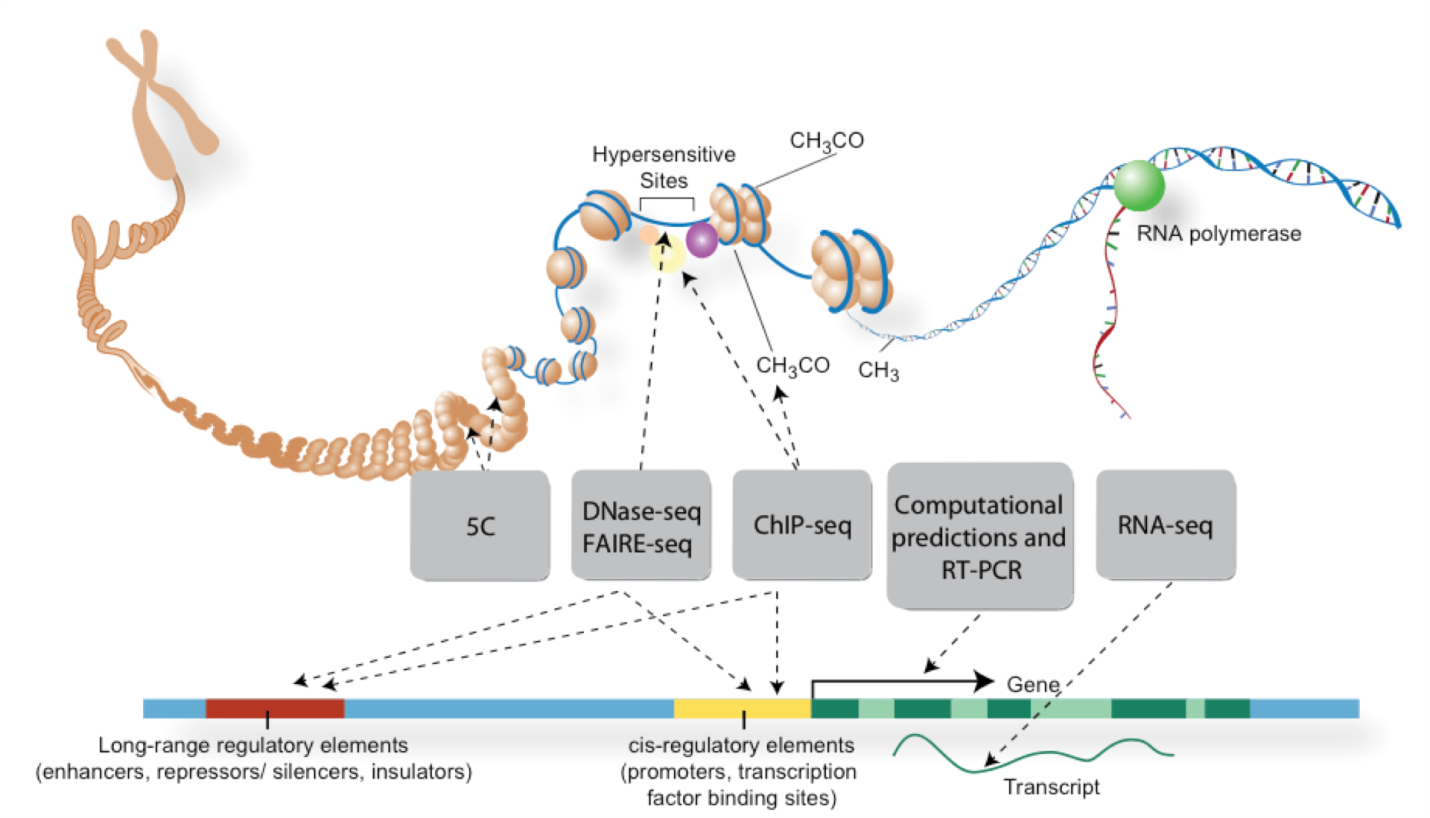 CH3CO
Hypersensitive
Sites
RNA polymerase
CH3CO
CH3
5C
DNase-seq
FAIRE-seq
ChIP-seq
Computational
predictions and
RT-PCR
RNA-seq
Gene
Long-range regulatory elements
(enhancers, repressors/ silencers, insulators)
cis-regulatory elements
(promoters, transcription
factor binding sites)
Transcript